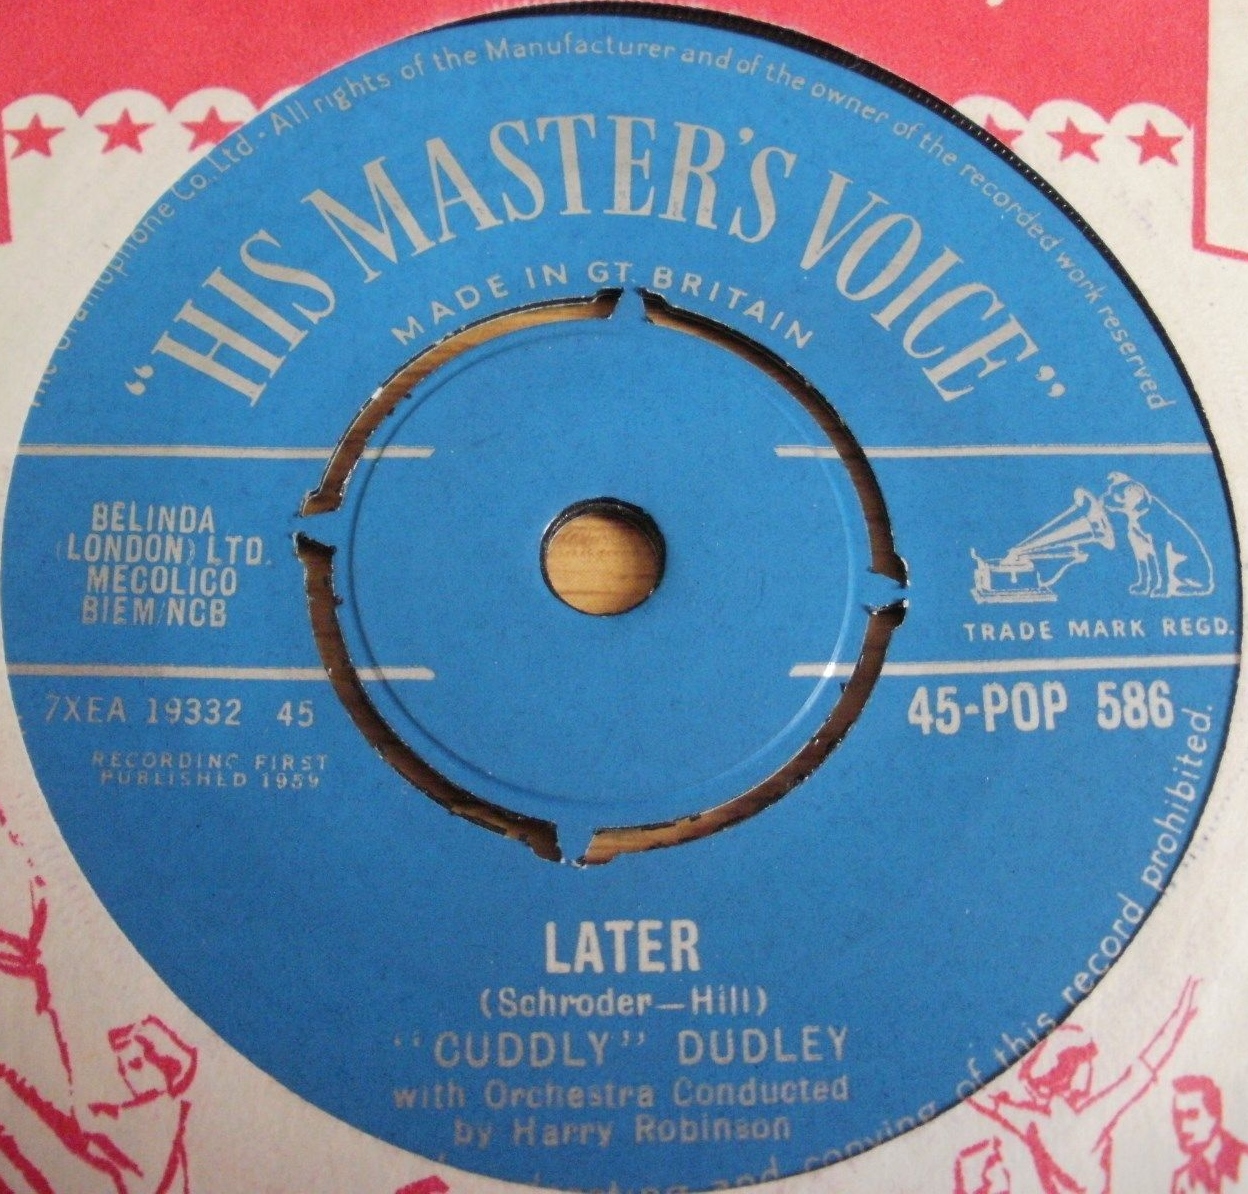 The Gramophone Co. Ltd. - All rights of the Manufacturer and of the owner of the recorded work reserved
"HIS MASTER'S VOICE"
MADE IN GT. BRITAIN
BELINDA
(LONDON) LTD.
MECOLICO
BIEM/NCB
TRADE MARK REGD.
7XEA 19332 45
45-POP 586
RECORDING FIRST
PUBLISHED 1959
LATER
(Schroder-Hill)
"CUDDLY" DUDLEY
with Orchestra Conducted
by Harry Robinson
and copying of this record prohibited.